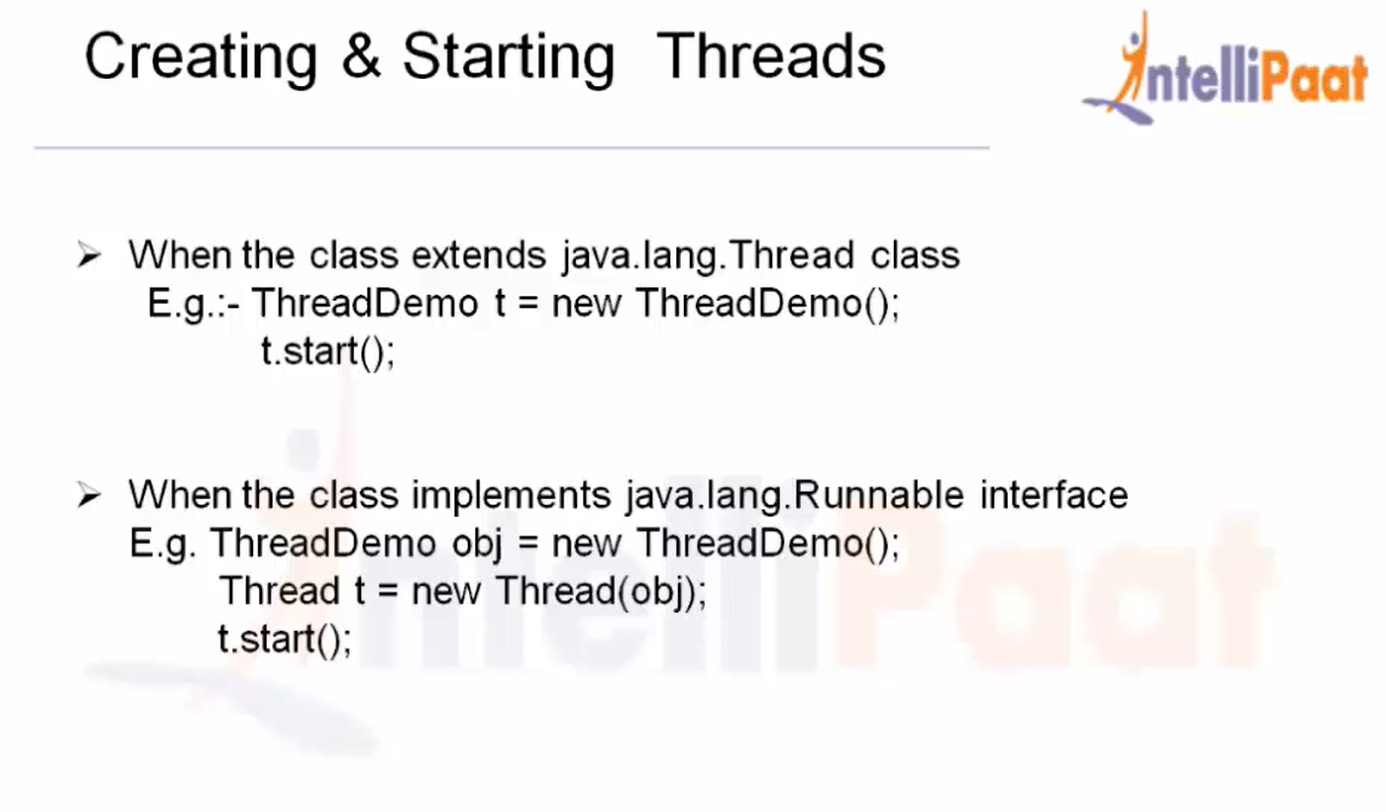 Creating & Starting Threads
IntelliPaat
➢ When the class extends java.lang.Thread class
E.g.:- ThreadDemo t = new ThreadDemo();
t.start();
➢ When the class implements java.lang.Runnable interface
E.g. ThreadDemo obj = new ThreadDemo();
Thread t = new Thread(obj);
t.start();
IntelliPaat